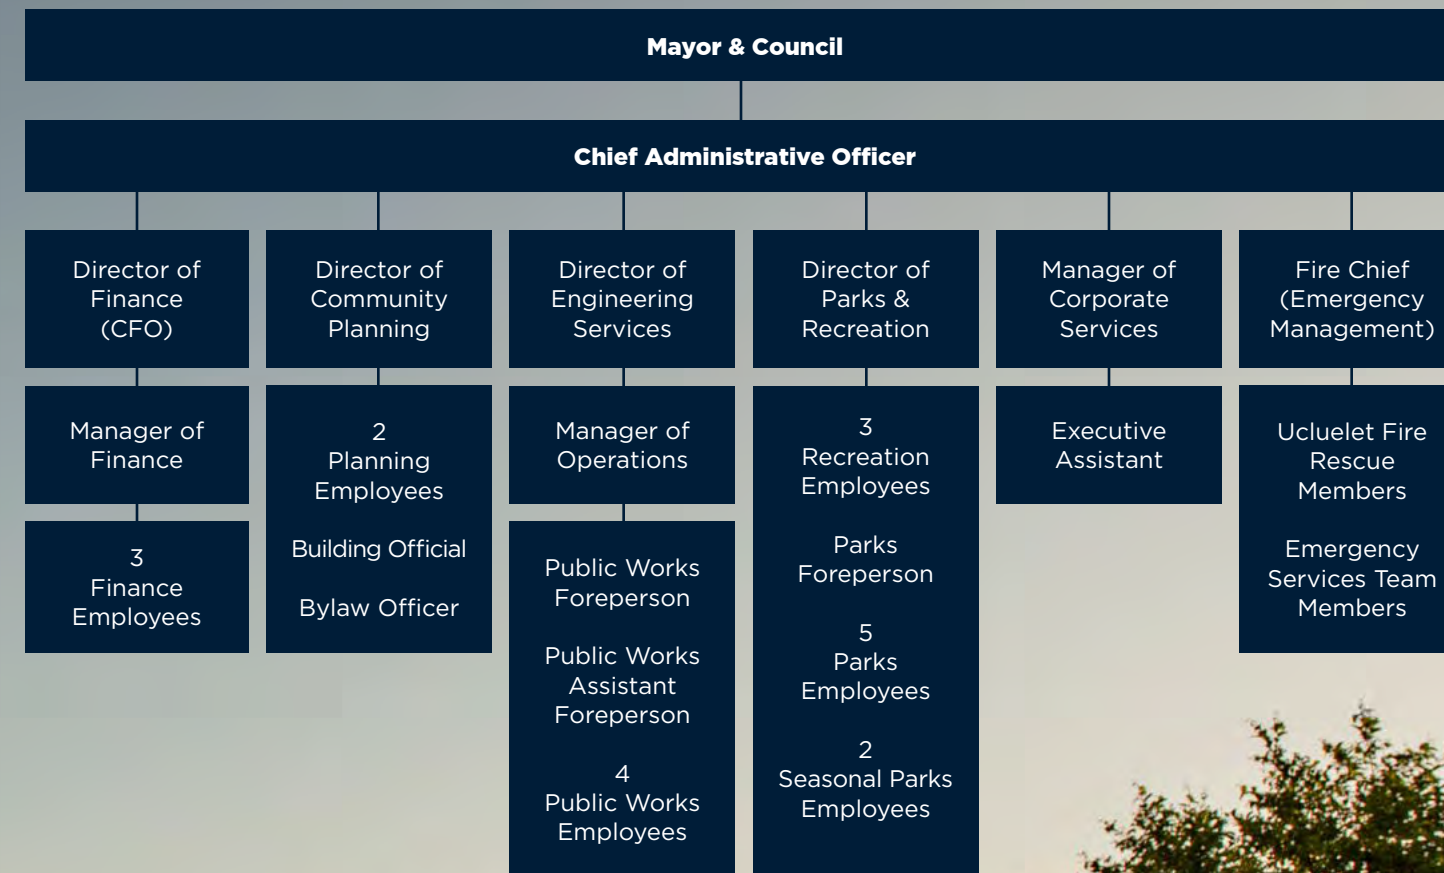 Mayor & Council
Chief Administrative Officer
Director of
Finance
(CFO)
Manager of
Finance
3
Finance
Employees
Director of
Community
Planning
2
Planning
Employees
Building Official
Bylaw Officer
Director of
Engineering
Services
Manager of
Operations
Public Works
Foreperson
Public Works
Assistant
Foreperson
4
Public Works
Employees
Director of
Parks &
Recreation
3
Recreation
Employees
Parks
Foreperson
5
Parks
Employees
2
Seasonal Parks
Employees
Manager of
Corporate
Services
Executive
Assistant
Fire Chief
(Emergency
Management)
Ucluelet Fire
Rescue
Members
Emergency
Services Team
Members